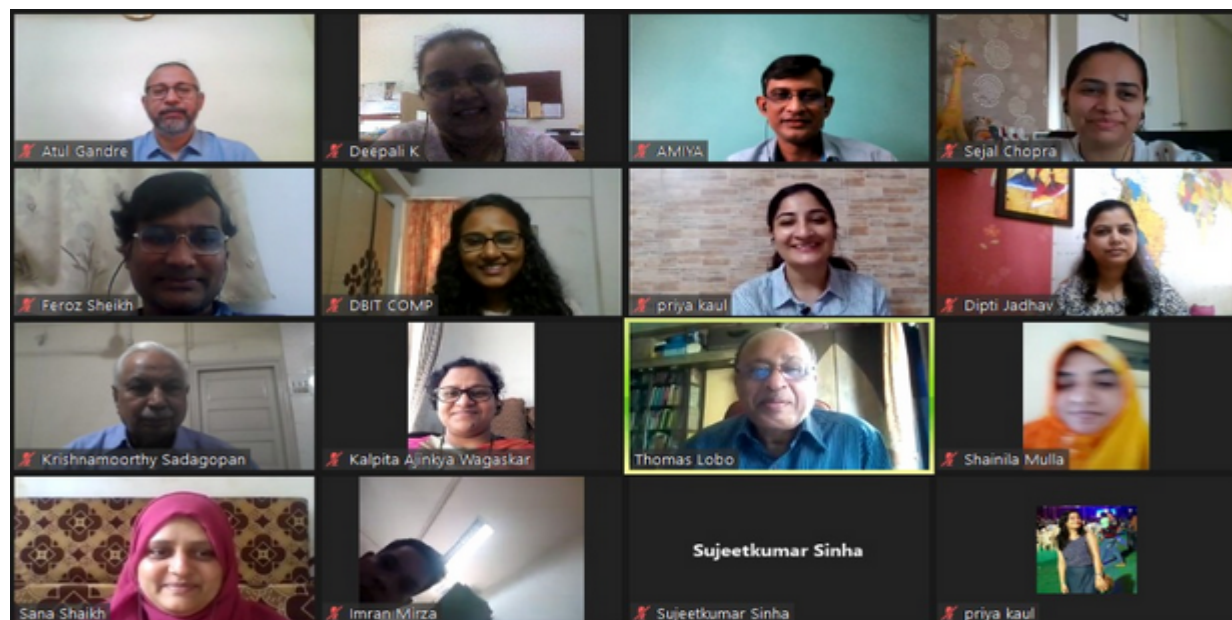 Atul Gandre
Deepali K
AMIYA
Sejal Chopra
Feroz Sheikh
DBIT COMP
priya kaul
Dipti Jadhav
Krishnamoorthy Sadagopan
Kalpita Ajinkya Wagaskar
Thomas Lobo
Shainila Mulla
Sana Shaikh
Imran Mirza
Sujeetkumar Sinha
Sujeetkumar Sinha
priya kaul